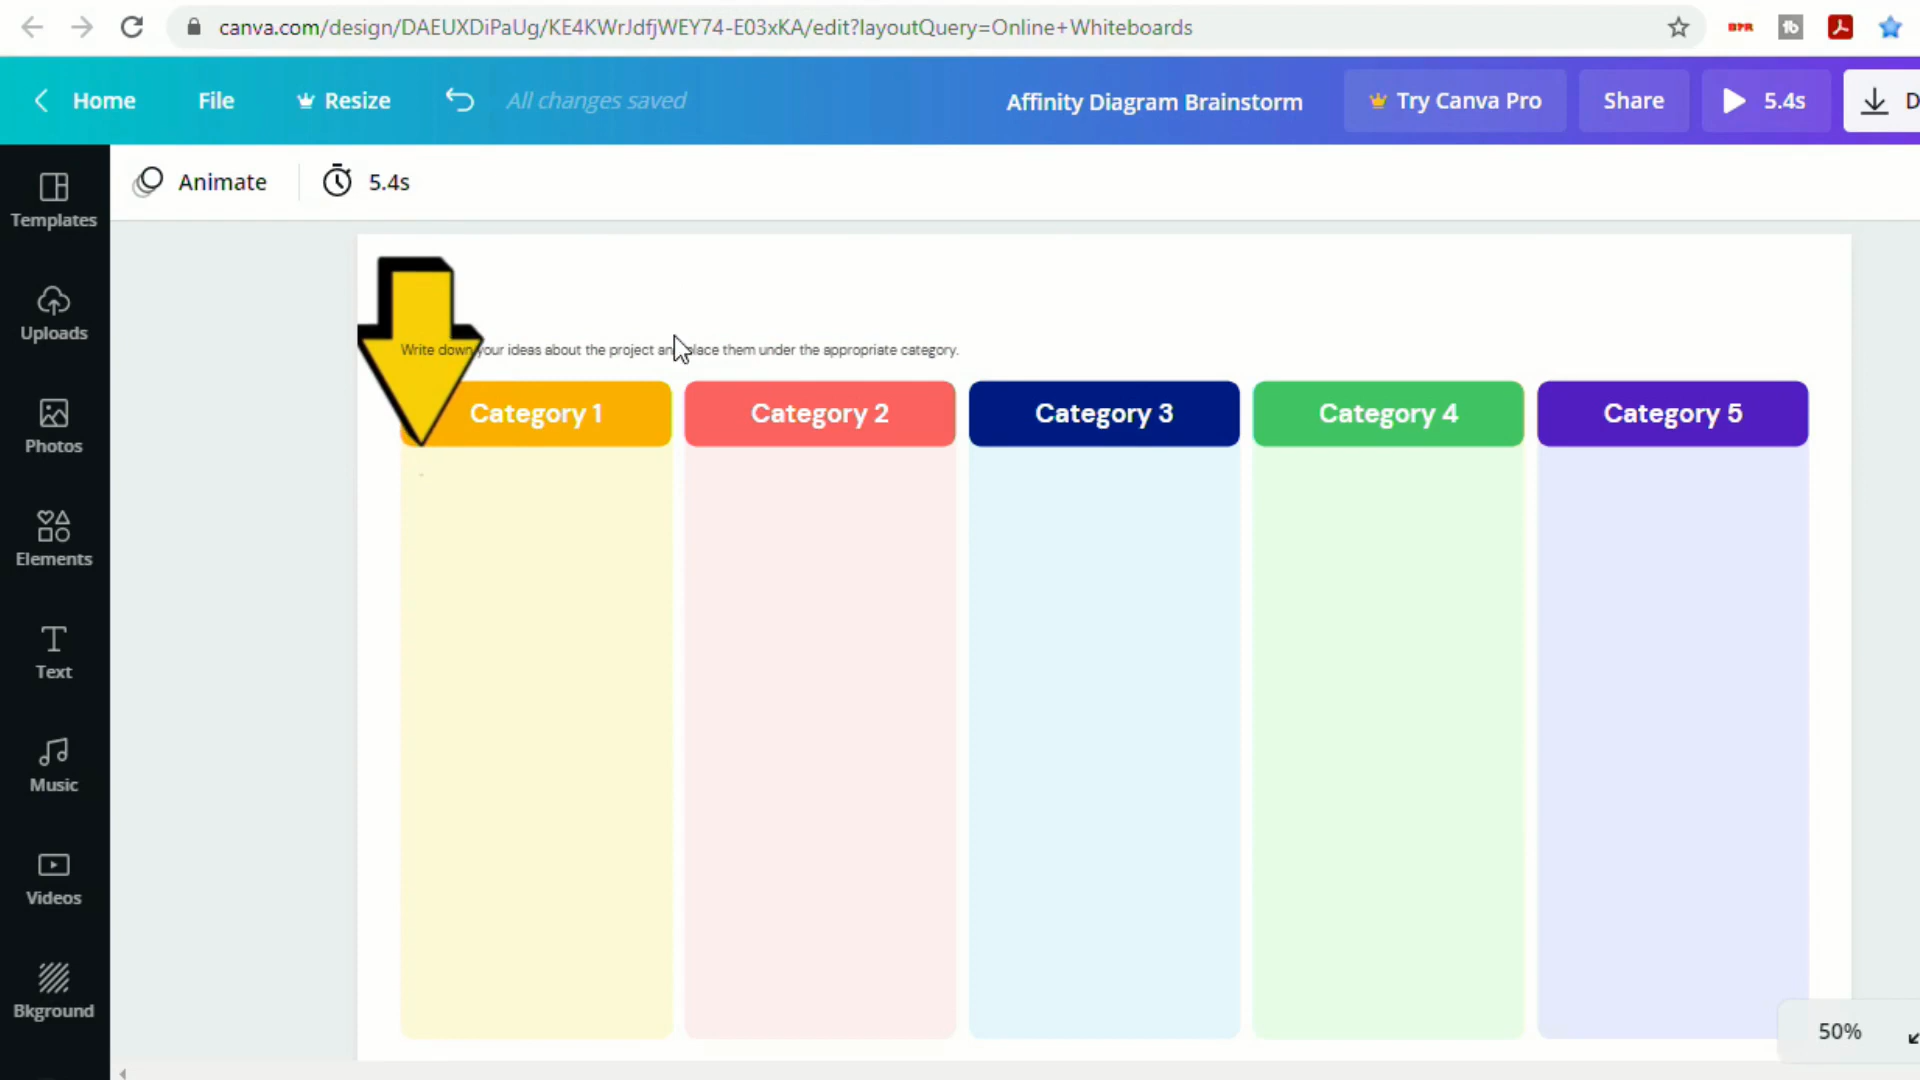 canva.com/design/DAEUXDiPaUg/KE4KWrJdfjWEY74-E03xKA/edit?layoutQuery=Online+Whiteboards
BPR
tb
Home
File
Resize
All changes saved
Affinity Diagram Brainstorm
Try Canva Pro
Share
5.4s
D
Animate
5.4s
Templates
Uploads
Photos
Elements
Text
Music
Videos
Bkground
Write down your ideas about the project and place them under the appropriate category.
Category 1
Category 2
Category 3
Category 4
Category 5
50%